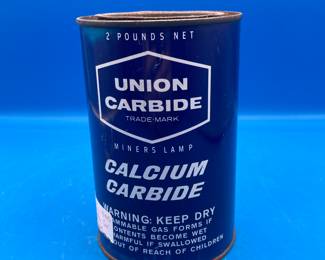 2 POUNDS NET
UNION
CARBIDE
TRADE-MARK
MINERS LAMP
CALCIUM
CARBIDE
WARNING: KEEP DRY
FLAMMABLE GAS FORMS IF
CONTENTS BECOME WET
HARMFUL IF SWALLOWED
OUT OF REACH OF CHILDREN